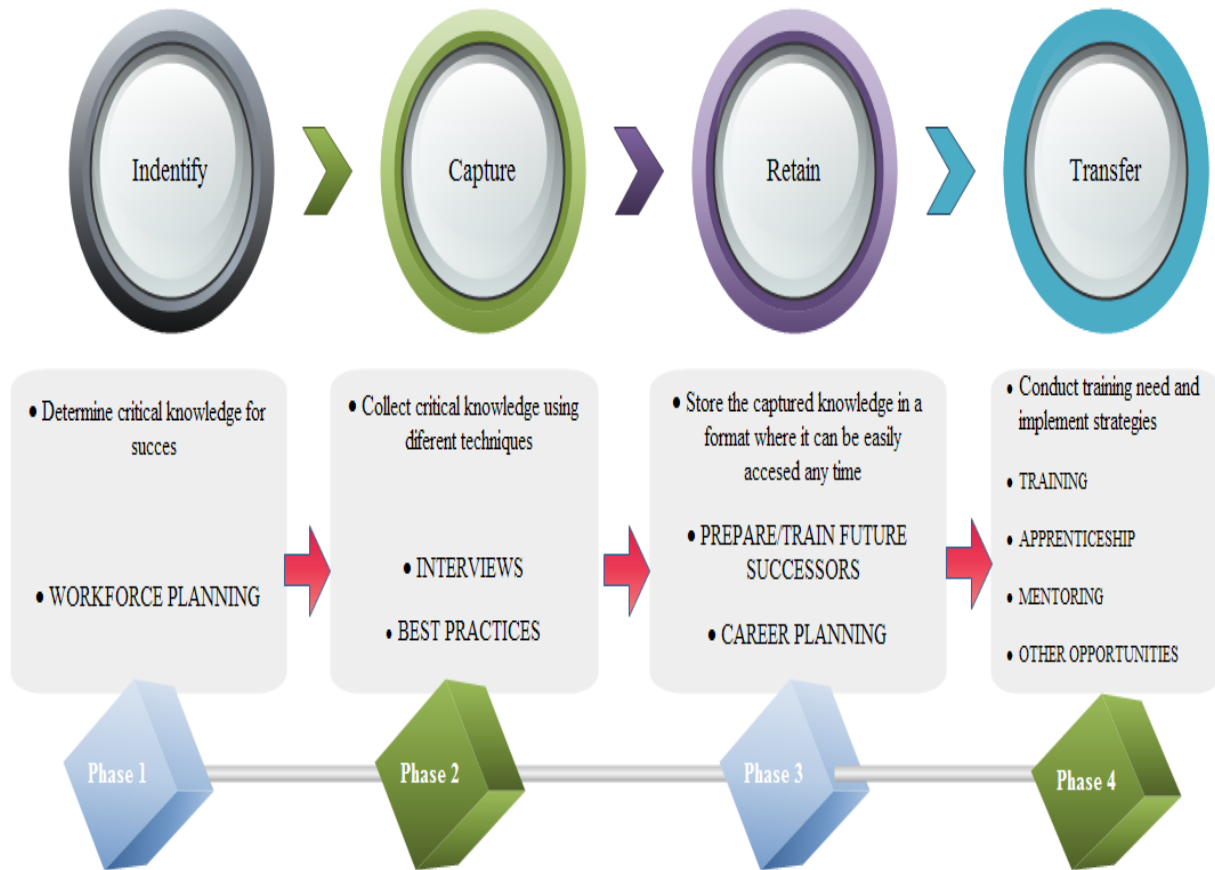 Indentify
Capture
Retain
Transfer
• Determine critical knowledge for
succes
• WORKFORCE PLANNING
• Collect critical knowledge using
diferent techniques
• INTERVIEWS
• BEST PRACTICES
• Store the captured knowledge in a
format where it can be easily
accesed any time
• PREPARE/TRAIN FUTURE
SUCCESSORS
• CAREER PLANNING
• Conduct training need and
implement strategies
• TRAINING
• APPRENTICESHIP
• MENTORING
• OTHER OPPORTUNITIES
Phase 1
Phase 2
Phase 3
Phase 4